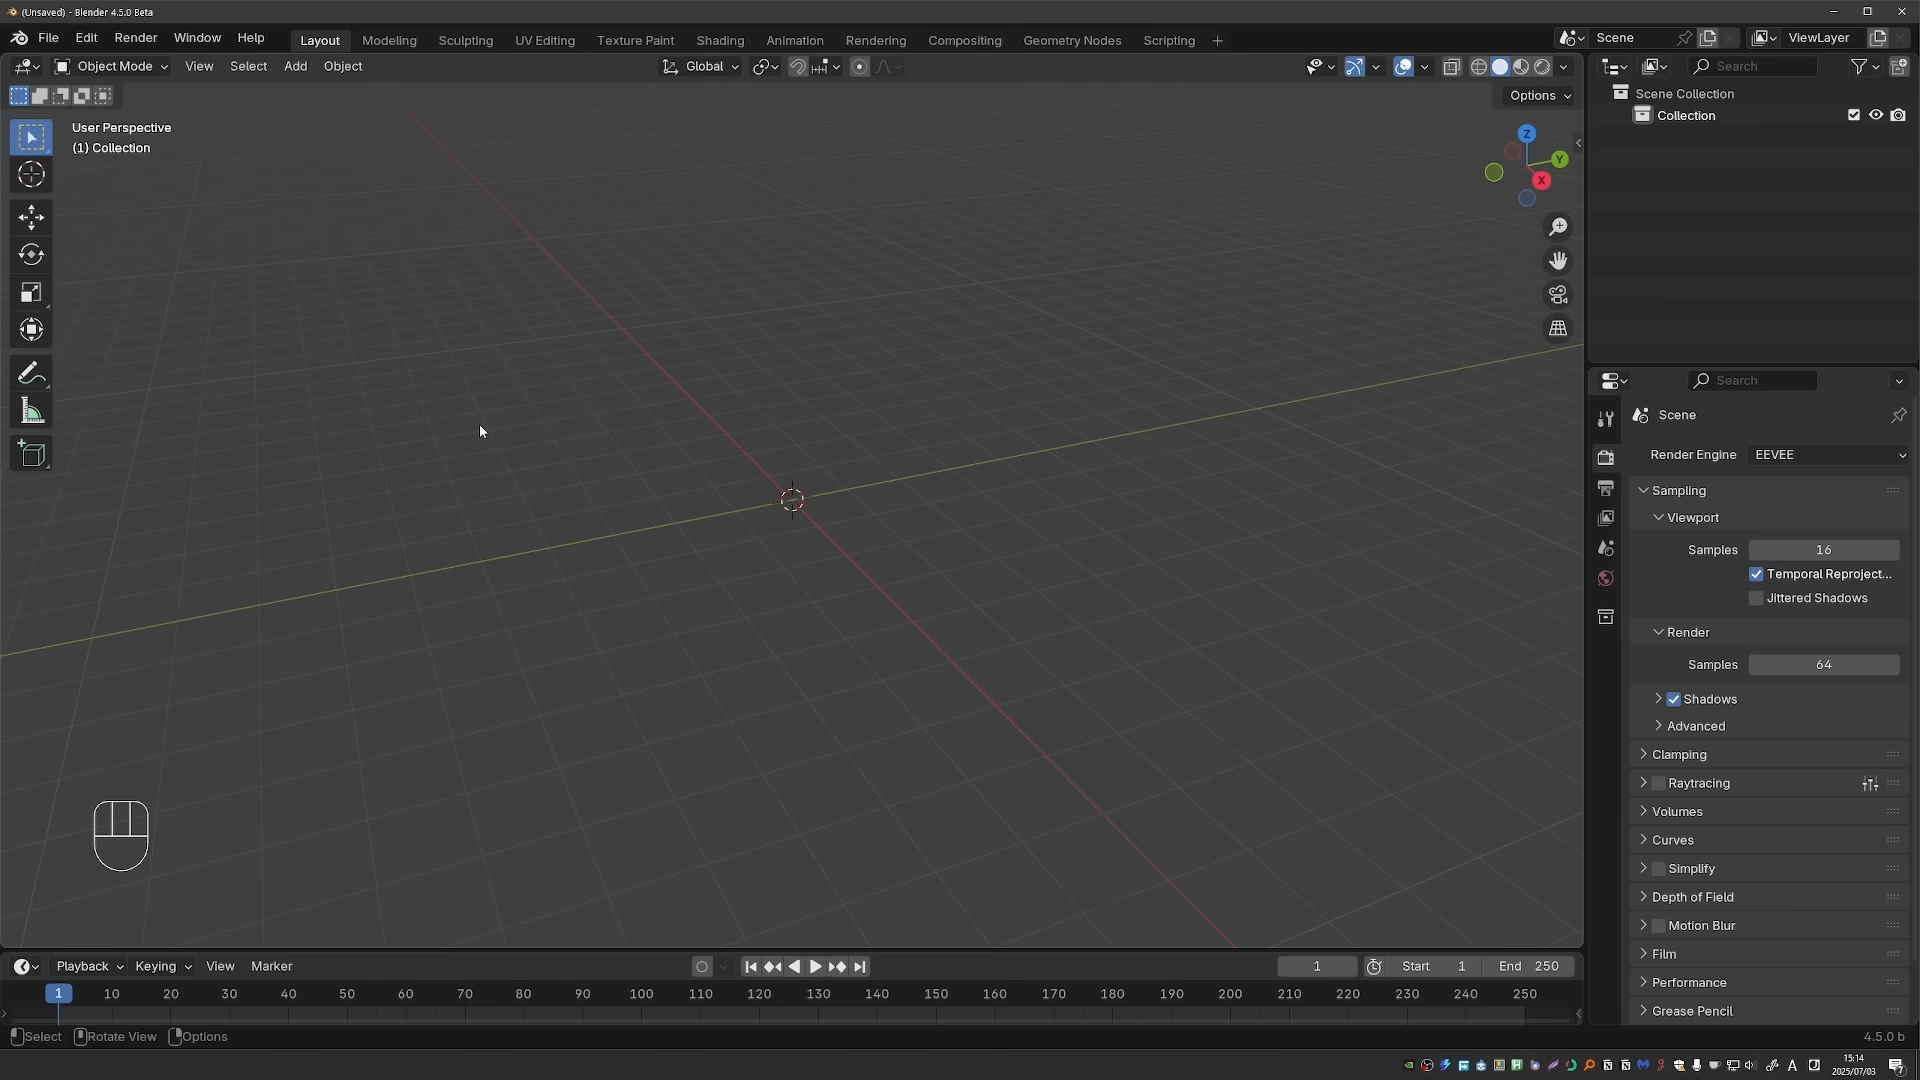 (Unsaved) - Blender 4.5.0 Beta
File Edit Render Window Help Layout Modeling Sculpting UV Editing Texture Paint Shading Animation Rendering Compositing Geometry Nodes Scripting + Scene ViewLayer
Object Mode View Select Add Object Global Search
Options
User Perspective
(1) Collection
Z
Y
X
Scene Collection
Collection
Search
Scene
Render Engine EEVEE
Sampling
Viewport
Samples 16
Temporal Reproject...
Jittered Shadows
Render
Samples 64
Shadows
Advanced
Clamping
Raytracing
Volumes
Curves
Simplify
Depth of Field
Motion Blur
Film
Performance
Grease Pencil
Playback Keying View Marker 1 Start 1 End 250
1 10 20 30 40 50 60 70 80 90 100 110 120 130 140 150 160 170 180 190 200 210 220 230 240 250
Select Rotate View Options 4.5.0 b
A 15:14
2025/07/03
7